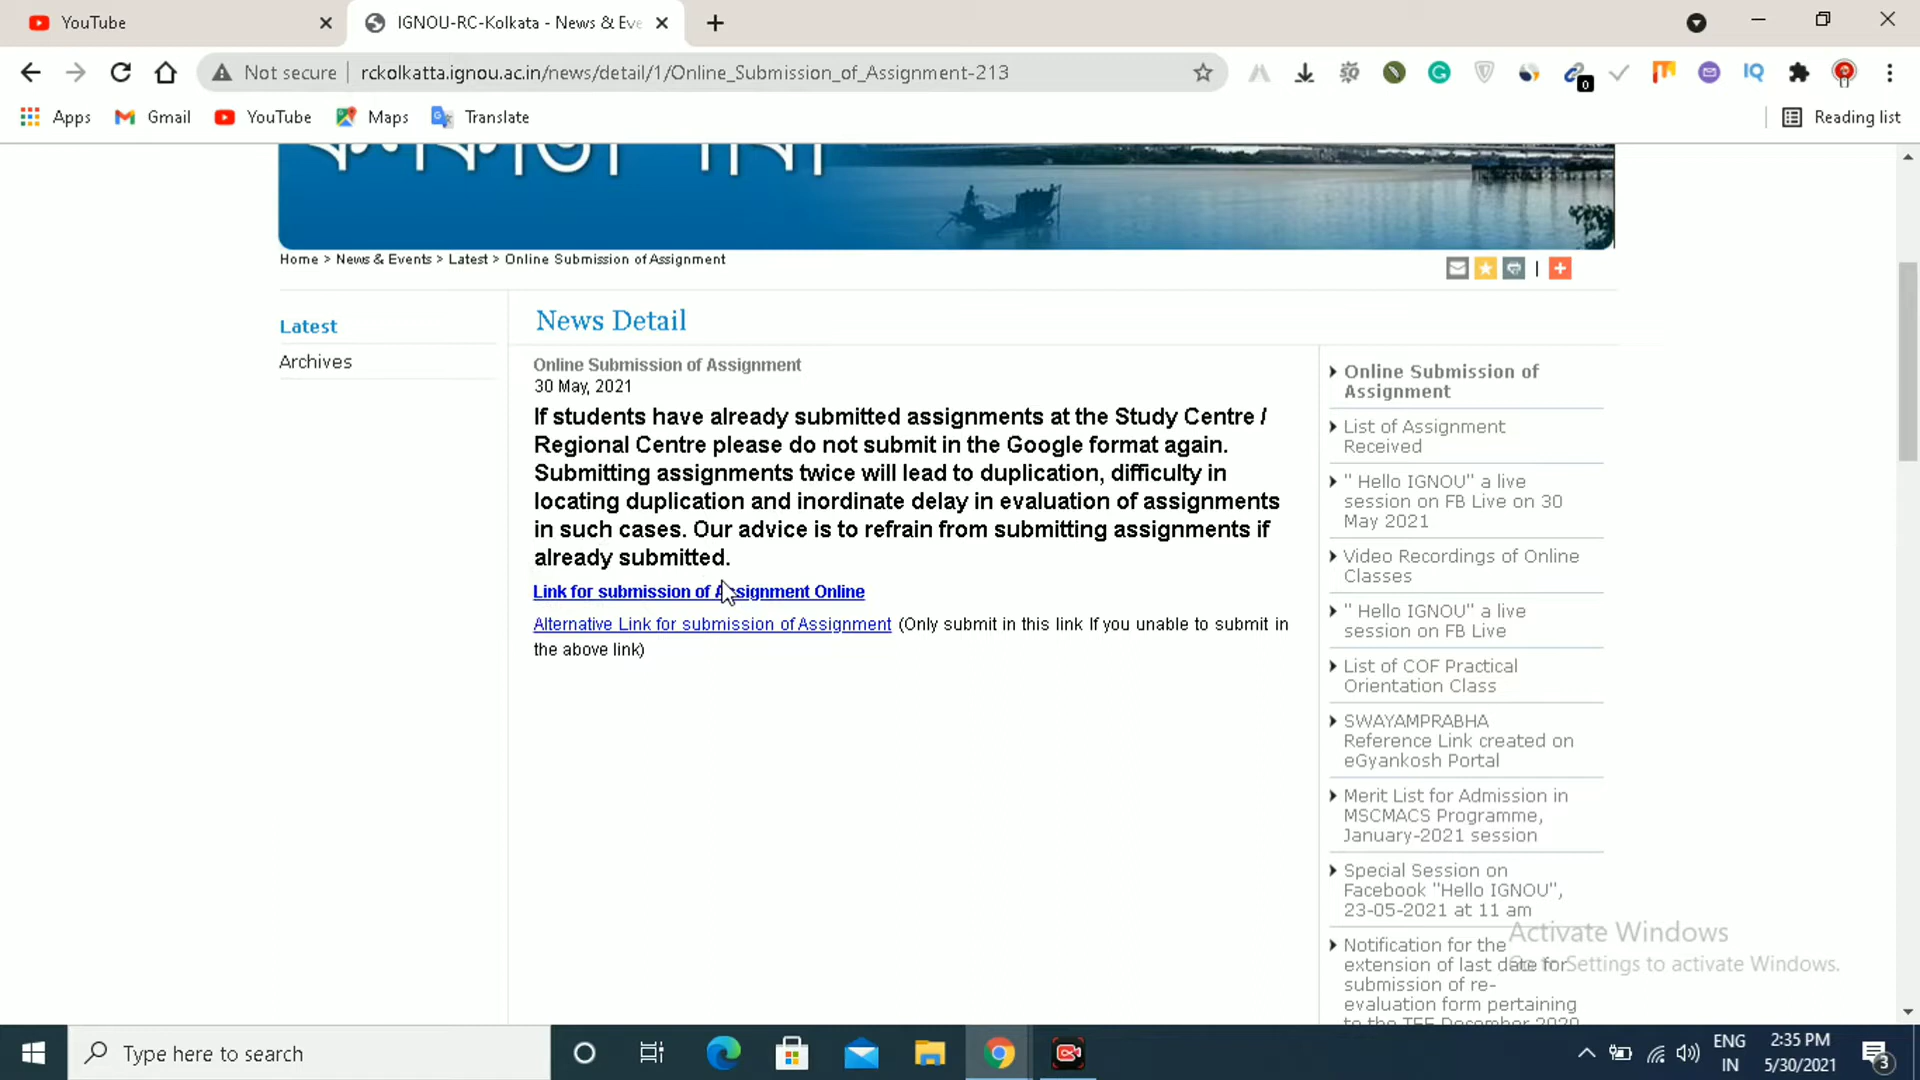 YouTube
IGNOU-RC-Kolkata - News & Eve
Not secure
rckolkatta.ignou.ac.in/news/detail/1/Online_Submission_of_Assignment-213
0
IQ
Apps
Gmail
YouTube
Maps
Translate
Reading list
Home > News & Events > Latest > Online Submission of Assignment
Latest
Archives
News Detail
Online Submission of Assignment
30 May, 2021
If students have already submitted assignments at the Study Centre /
Regional Centre please do not submit in the Google format again.
Submitting assignments twice will lead to duplication, difficulty in
locating duplication and inordinate delay in evaluation of assignments
in such cases. Our advice is to refrain from submitting assignments if
already submitted.
Link for submission of Assignment Online
Alternative Link for submission of Assignment (Only submit in this link If you unable to submit in
the above link)
Online Submission of
Assignment
List of Assignment
Received
" Hello IGNOU" a live
session on FB Live on 30
May 2021
Video Recordings of Online
Classes
" Hello IGNOU" a live
session on FB Live
List of COF Practical
Orientation Class
SWAYAMPRABHA
Reference Link created on
eGyankosh Portal
Merit List for Admission in
MSCMACS Programme,
January-2021 session
Special Session on
Facebook "Hello IGNOU",
23-05-2021 at 11 am
Notification for the
extension of last date for
submission of re-
evaluation form pertaining
to the TEE December 2020
Activate Windows
Go to Settings to activate Windows.
Type here to search
ENG
IN
2:35 PM
5/30/2021
3